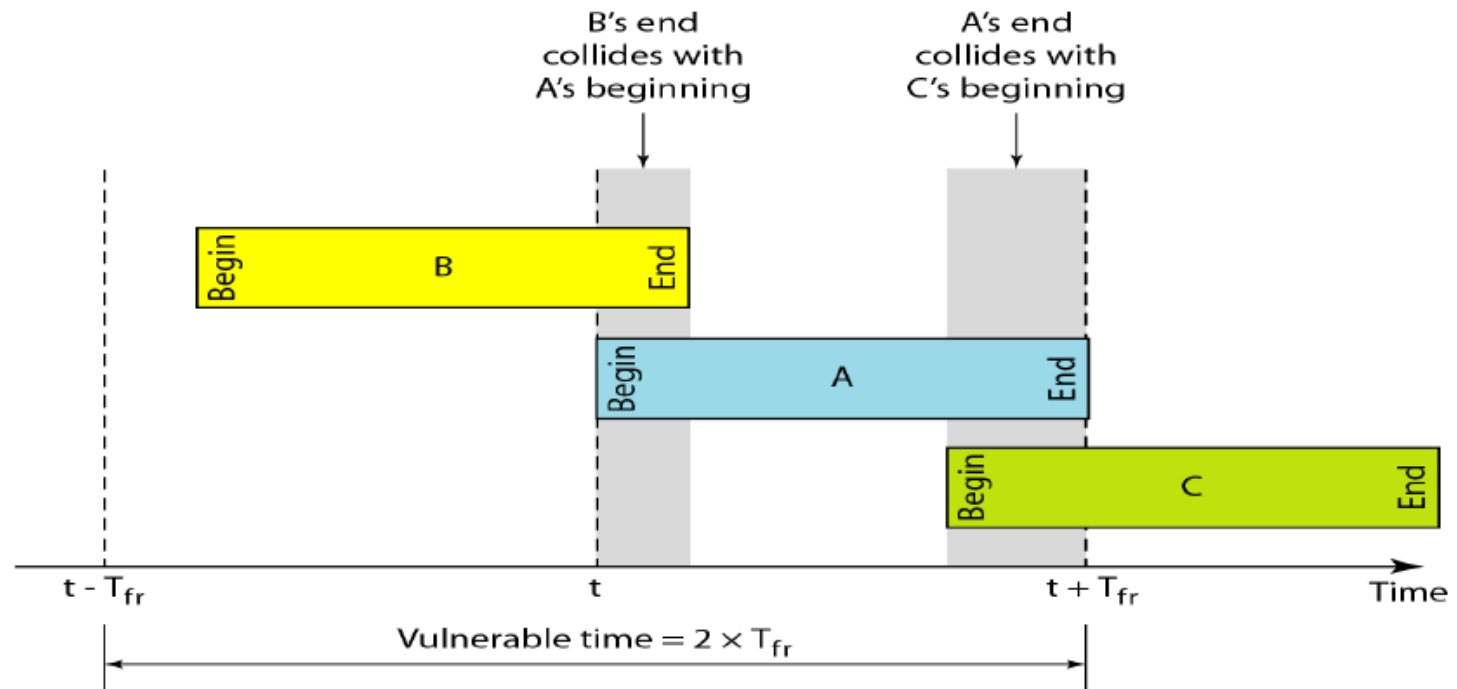 B's end
collides with
A's beginning
A's end
collides with
C's beginning
Begin
B
End
Begin
A
End
Begin
C
End
t - Tfr
t
t + Tfr
Time
Vulnerable time = 2 × Tfr